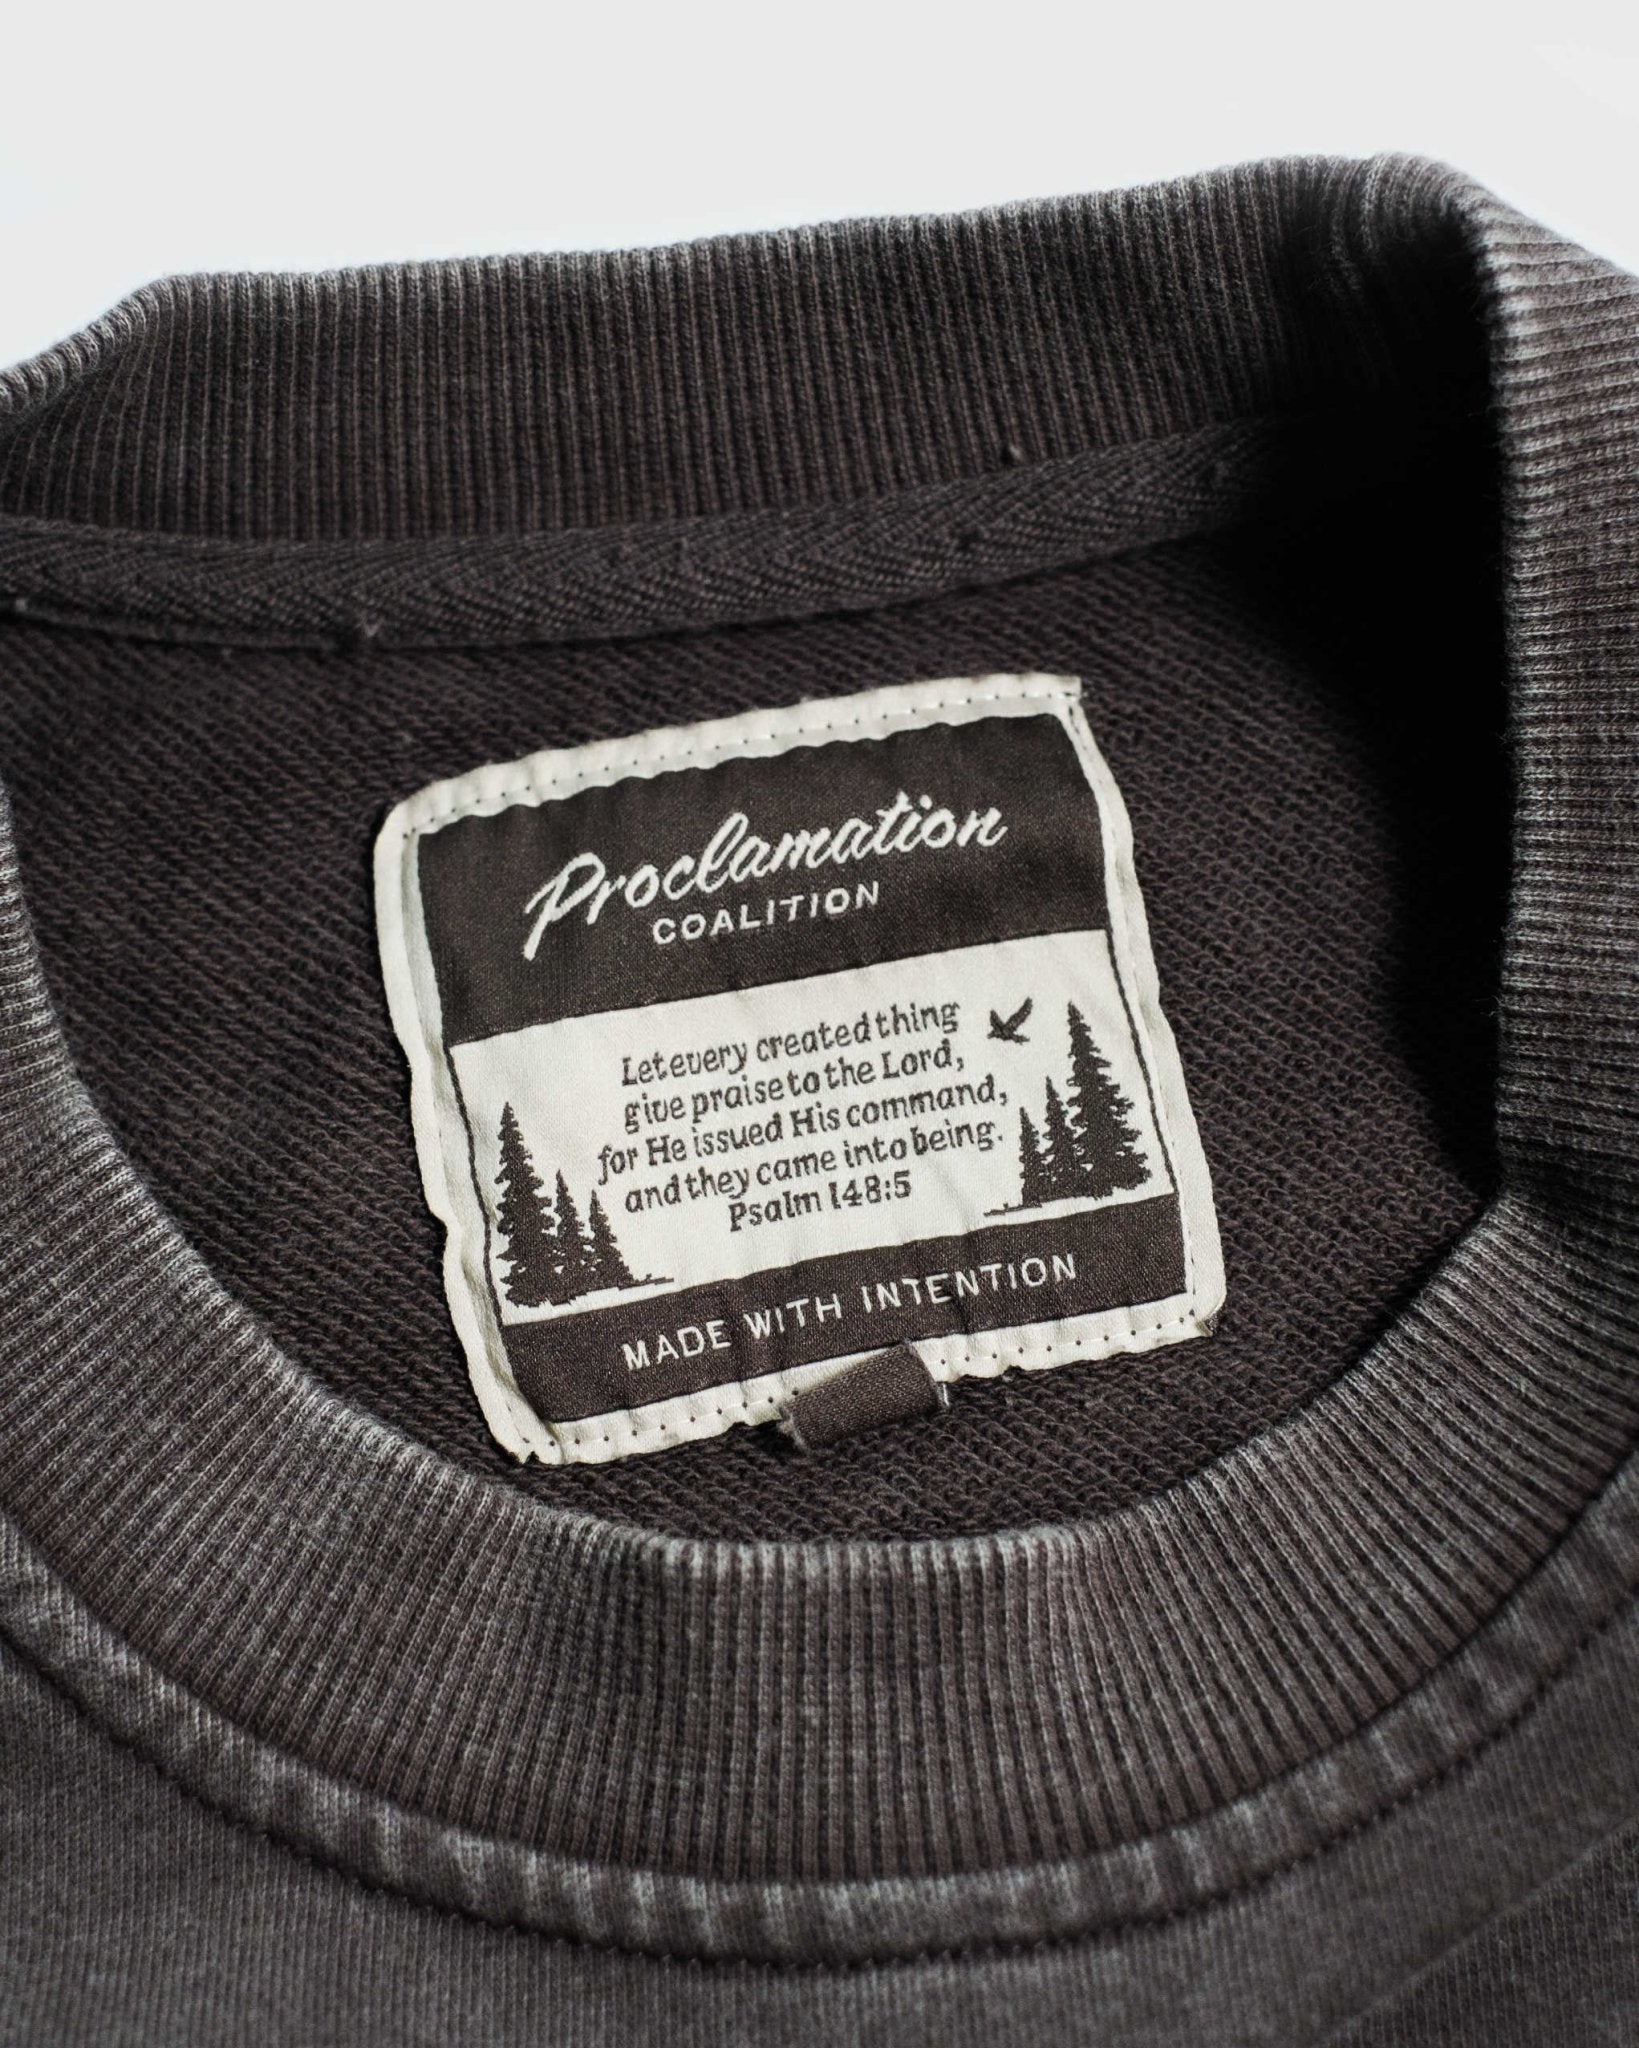 Proclamation
COALITION
Let every created thing
give praise to the Lord,
for He issued His command,
and they came into being.
Psalm 148:5
MADE WITH INTENTION